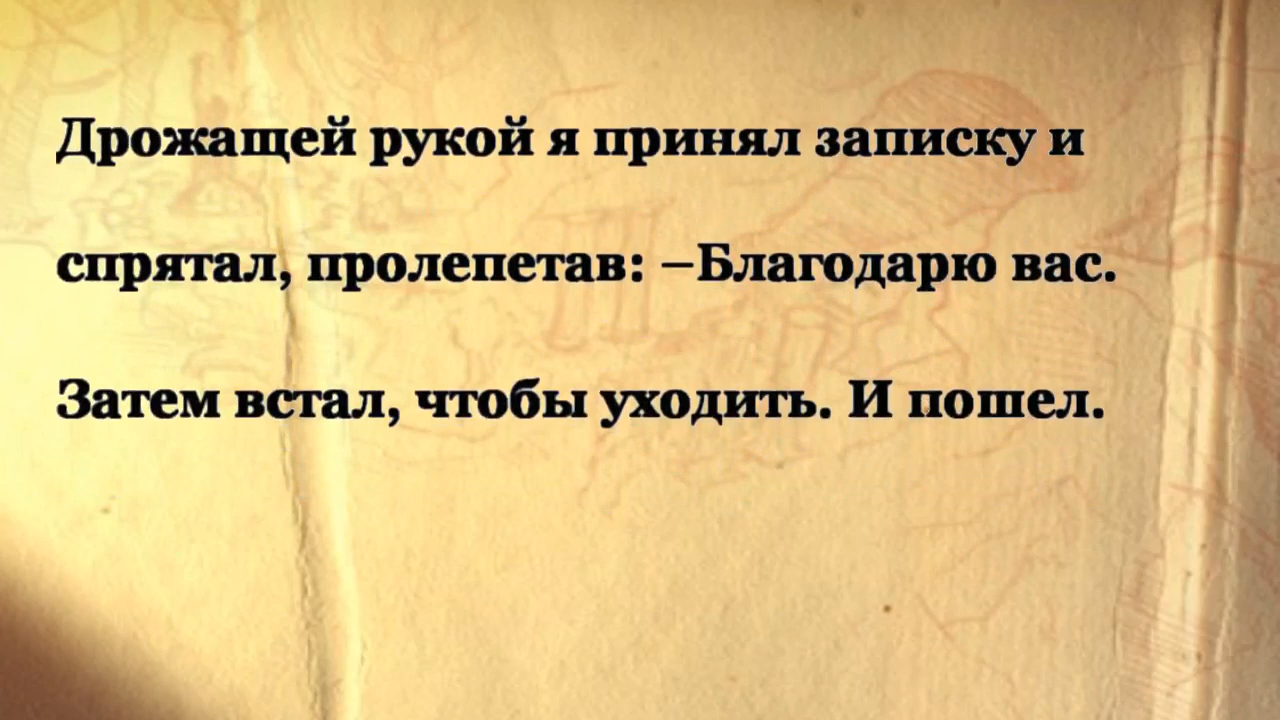 Дрожащей рукой я принял записку и
спрятал, пролепетав: –Благодарю вас.
Затем встал, чтобы уходить. И пошел.